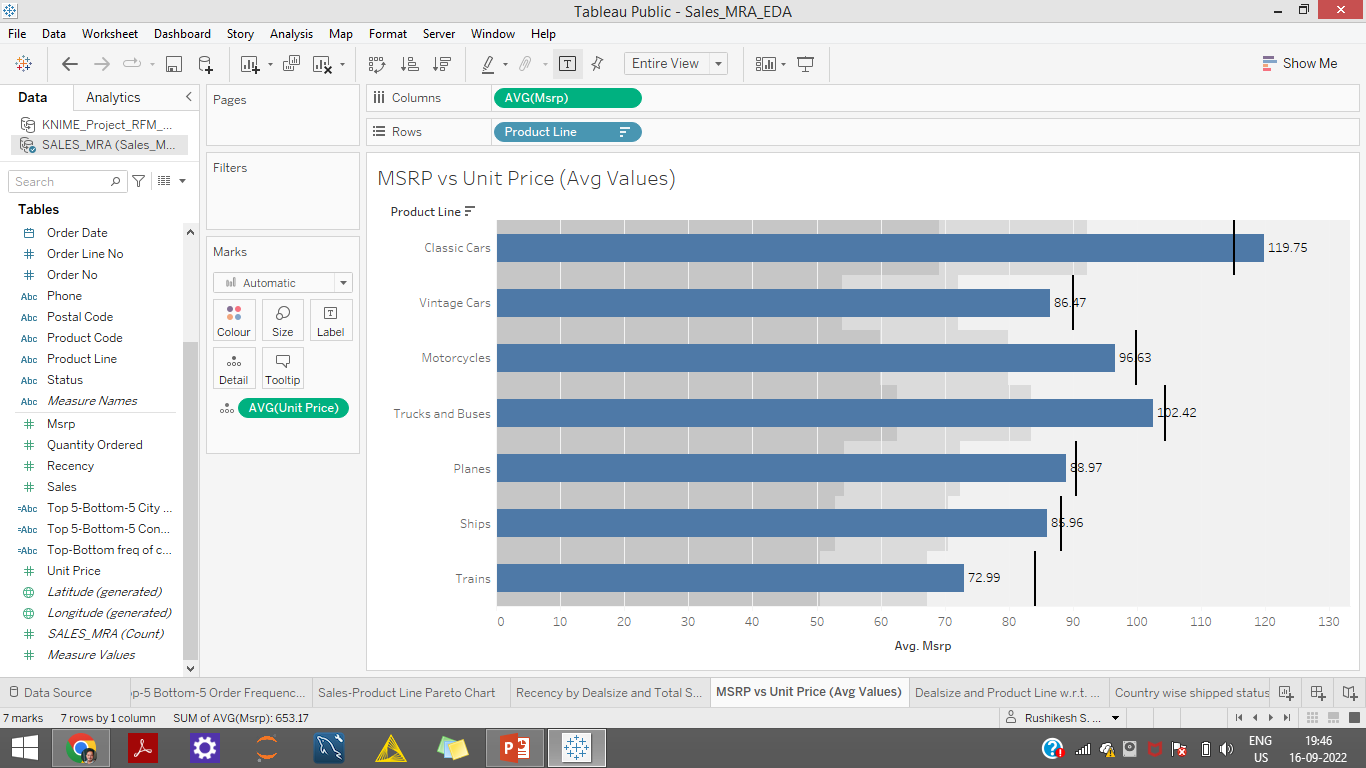 Tableau Public - Sales_MRA_EDA
File Data Worksheet Dashboard Story Analysis Map Format Server Window Help
Entire View
Show Me
Data Analytics
KNIME_Project_RFM_...
SALES_MRA (Sales_M...
Search
Tables
Order Date
Order Line No
Order No
Abc Phone
Abc Postal Code
Abc Product Code
Abc Product Line
Abc Status
Abc Measure Names
Msrp
Quantity Ordered
Recency
Sales
=Abc Top 5-Bottom-5 City ...
=Abc Top 5-Bottom-5 Con...
=Abc Top-Bottom freq of c...
Unit Price
Latitude (generated)
Longitude (generated)
SALES_MRA (Count)
Measure Values
Pages
Filters
Marks
Automatic
Colour Size Label
Detail Tooltip
AVG(Unit Price)
Columns AVG(Msrp)
Rows Product Line
MSRP vs Unit Price (Avg Values)
Product Line
Classic Cars 119.75
Vintage Cars 86.47
Motorcycles 96.63
Trucks and Buses 102.42
Planes 88.97
Ships 85.96
Trains 72.99
0 10 20 30 40 50 60 70 80 90 100 110 120 130
Avg. Msrp
Data Source op-5 Bottom-5 Order Frequenc... Sales-Product Line Pareto Chart Recency by Dealsize and Total S... MSRP vs Unit Price (Avg Values) Dealsize and Product Line w.r.t. ... Country wise shipped status
7 marks 7 rows by 1 column SUM of AVG(Msrp): 653.17 Rushikesh S. ...
ENG 19:46
US 16-09-2022